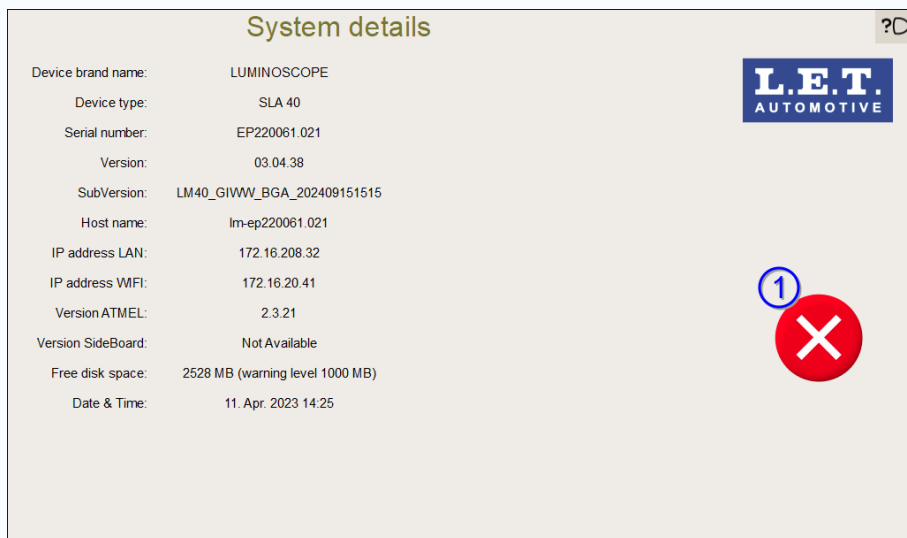 System details
?
Device brand name: LUMINOSCOPE
L.E.T.
AUTOMOTIVE
Device type: SLA 40
Serial number: EP220061.021
Version: 03.04.38
SubVersion: LM40_GIWW_BGA_202409151515
Host name: lm-ep220061.021
IP address LAN: 172.16.208.32
IP address WIFI: 172.16.20.41
1
Version ATMEL: 2.3.21
Version SideBoard: Not Available
Free disk space: 2528 MB (warning level 1000 MB)
Date & Time: 11. Apr. 2023 14:25